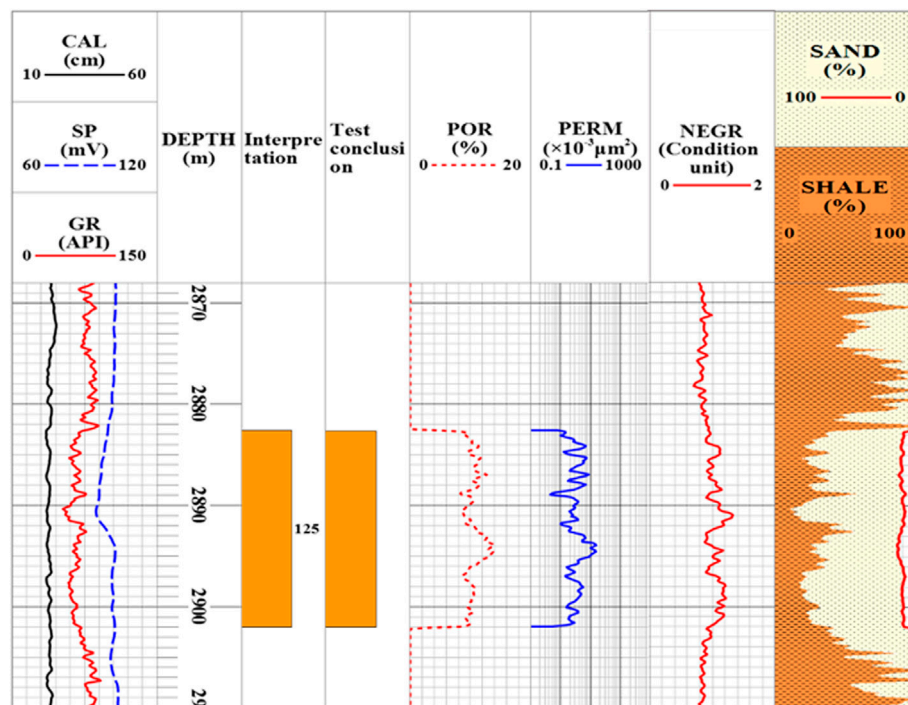 CAL
(cm)
10 60
SP
(mV)
60 120
GR
(API)
0 150
DEPTH
(m)
Interpre
tation
Test
conclusi
on
POR
(%)
0 20
PERM
(×10⁻³μm²)
0.1 1000
NEGR
(Condition
unit)
0 2
SAND
(%)
100 0
SHALE
(%)
0 100
2870
2880
2890
125
2900
29